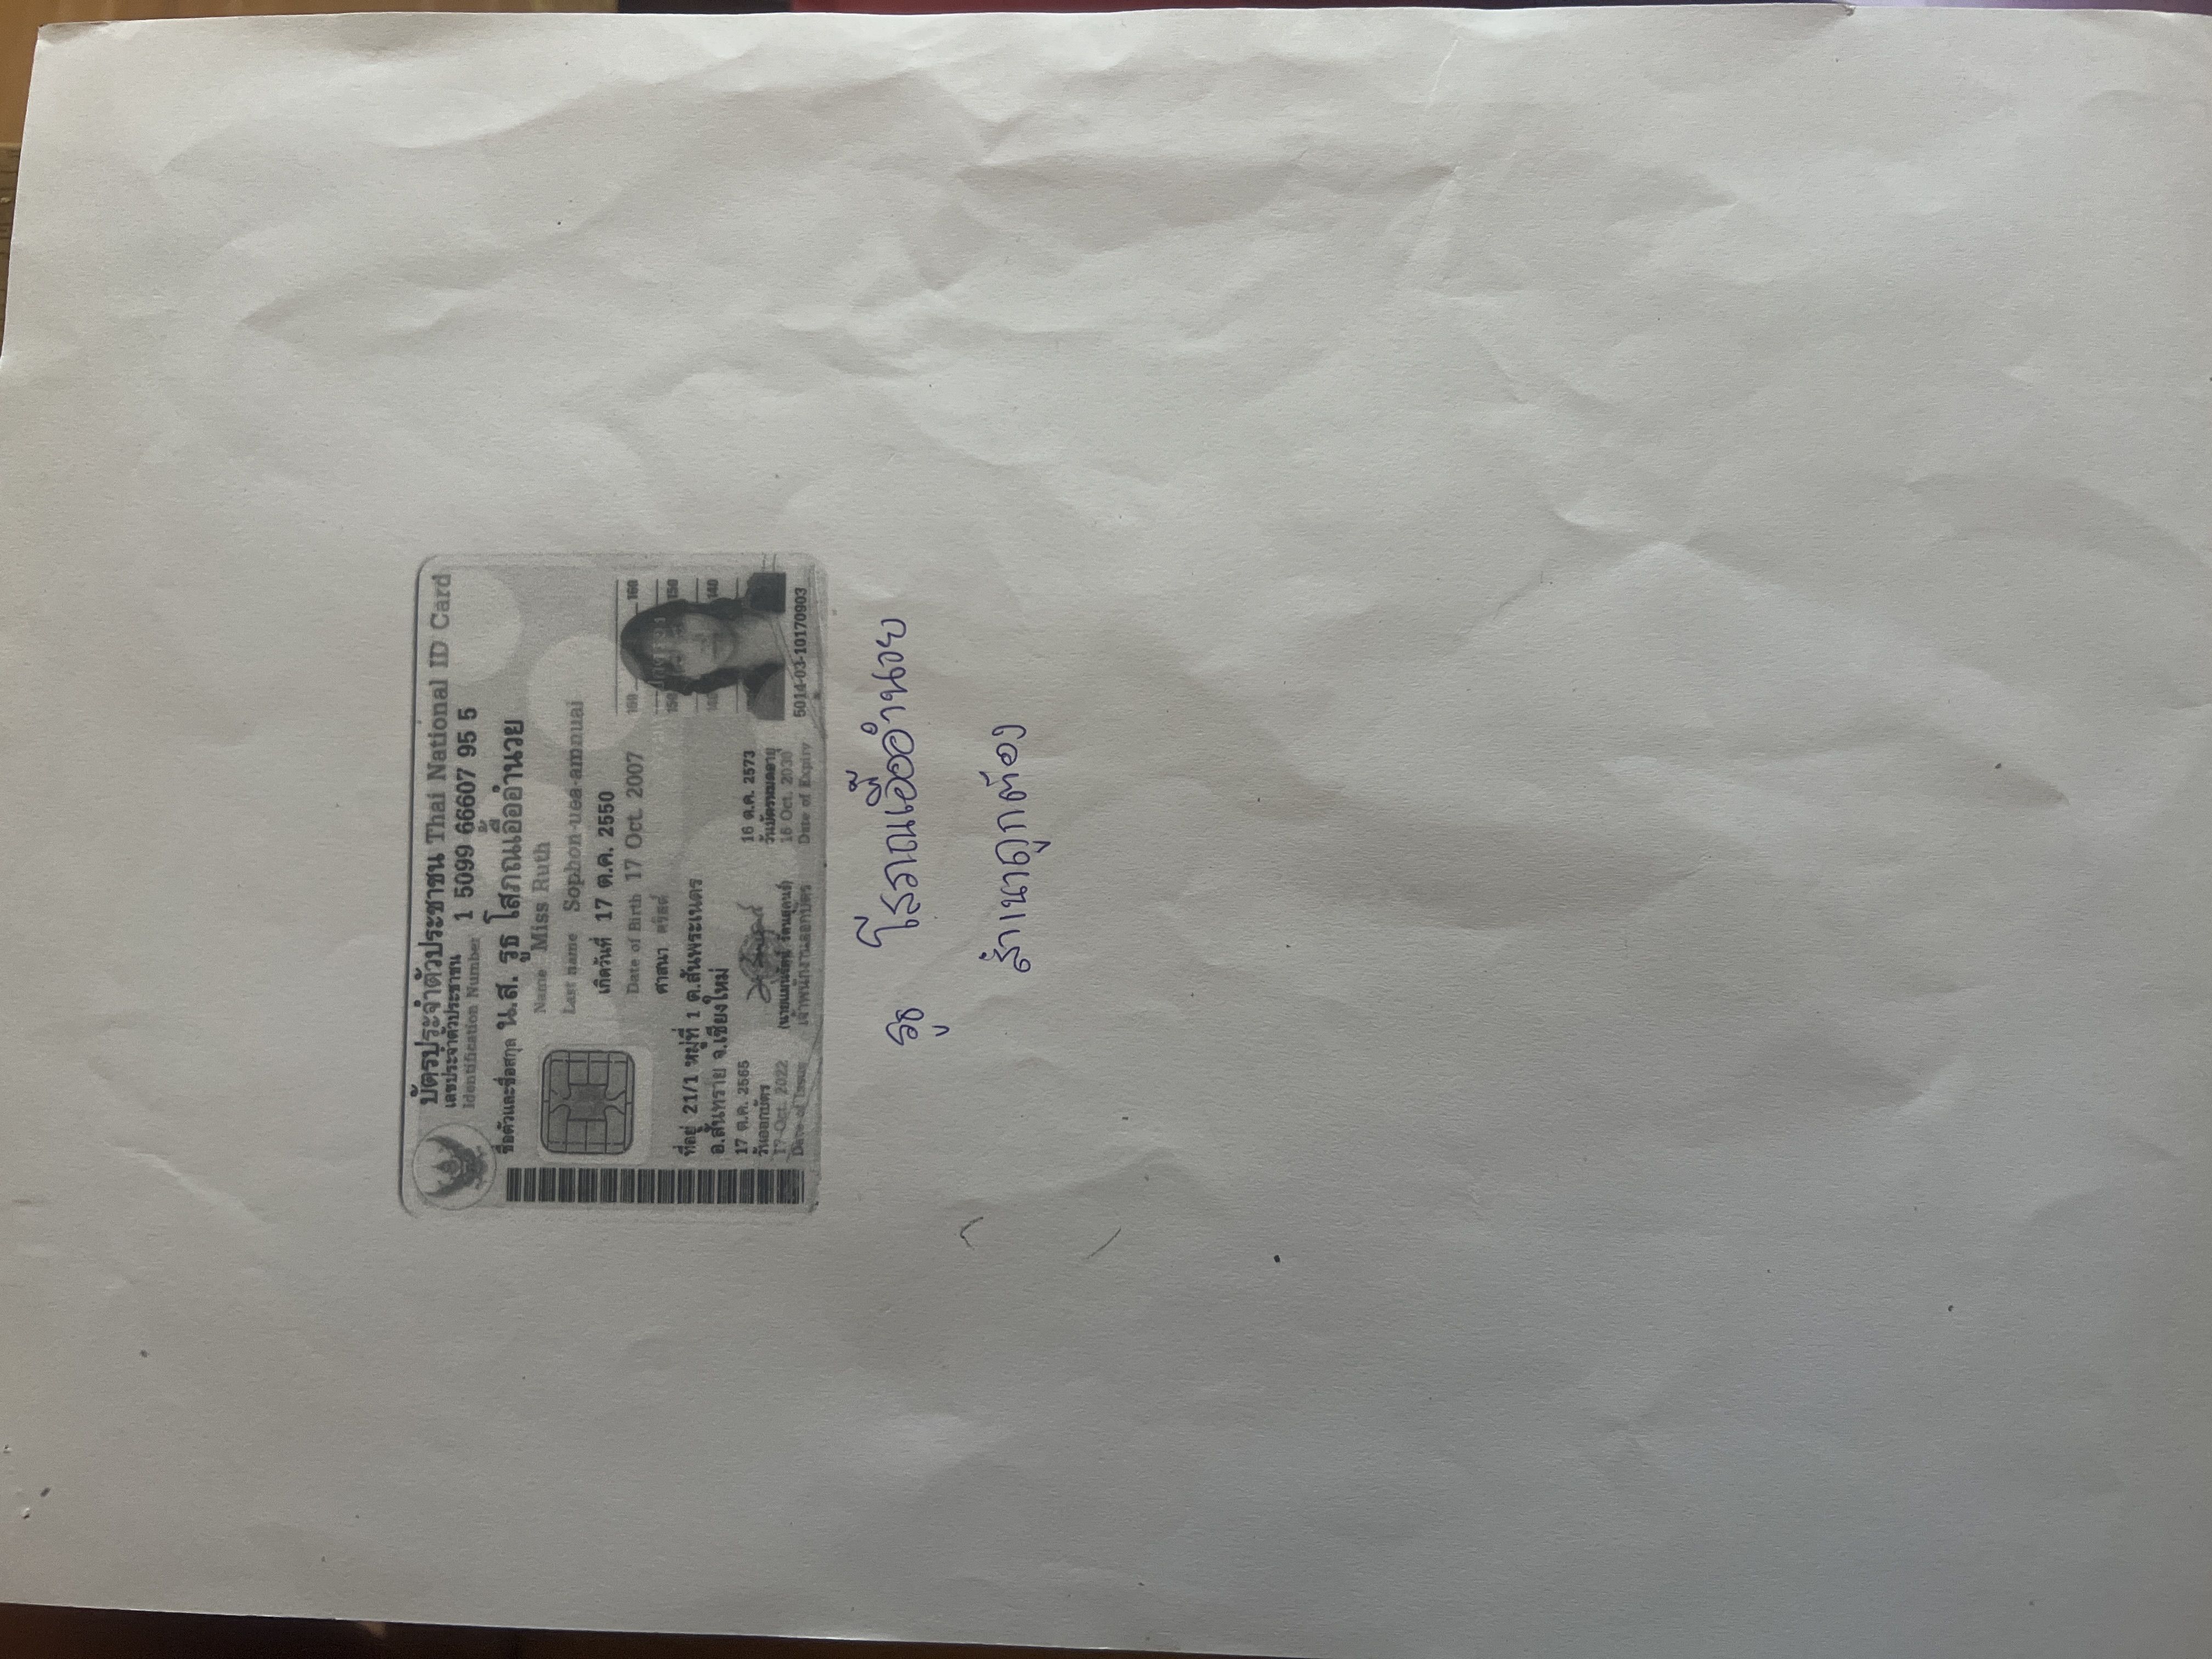 บัตรประจำตัวประชาชน Thai National ID Card
เลขประจำตัวประชาชน 1 5099 66607 95 5
Identification Number
ชื่อตัวและชื่อสกุล น.ส. รูธ โสภณเอื้ออำนวย
Name Miss Ruth
Last name Sophon-uea-amnuai
เกิดวันที่ 17 ต.ค. 2550
Date of Birth 17 Oct. 2007
ศาสนา คริสต์
ที่อยู่ 21/1 หมู่ที่ 1 ต.สันพระเนตร
อ.สันทราย จ.เชียงใหม่
17 ต.ค. 2565
วันออกบัตร
17 Oct. 2022
Date of Issue
เจ้าพนักงานออกบัตร
16 ต.ค. 2573
วันบัตรหมดอายุ
16 Oct. 2030
Date of Expiry
160 160
150 150
140 140
5014-03-10170903
รูธ โสภณเอื้ออำนวย
สำเนาถูกต้อง